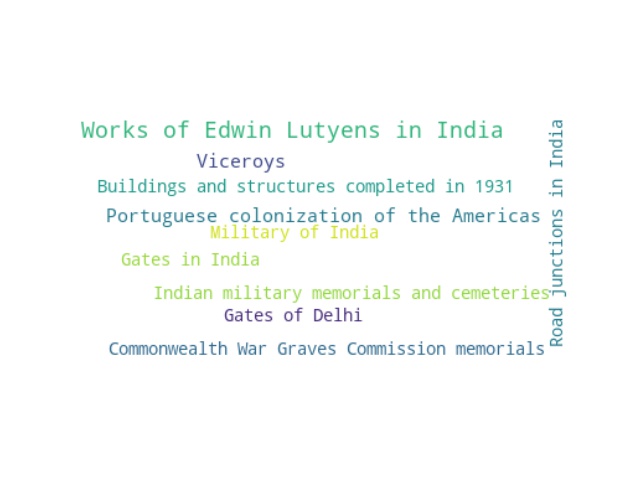 Works of Edwin Lutyens in India
Viceroys
Buildings and structures completed in 1931
Portuguese colonization of the Americas
Military of India
Gates in India
Indian military memorials and cemeteries
Gates of Delhi
Commonwealth War Graves Commission memorials
Road junctions in India